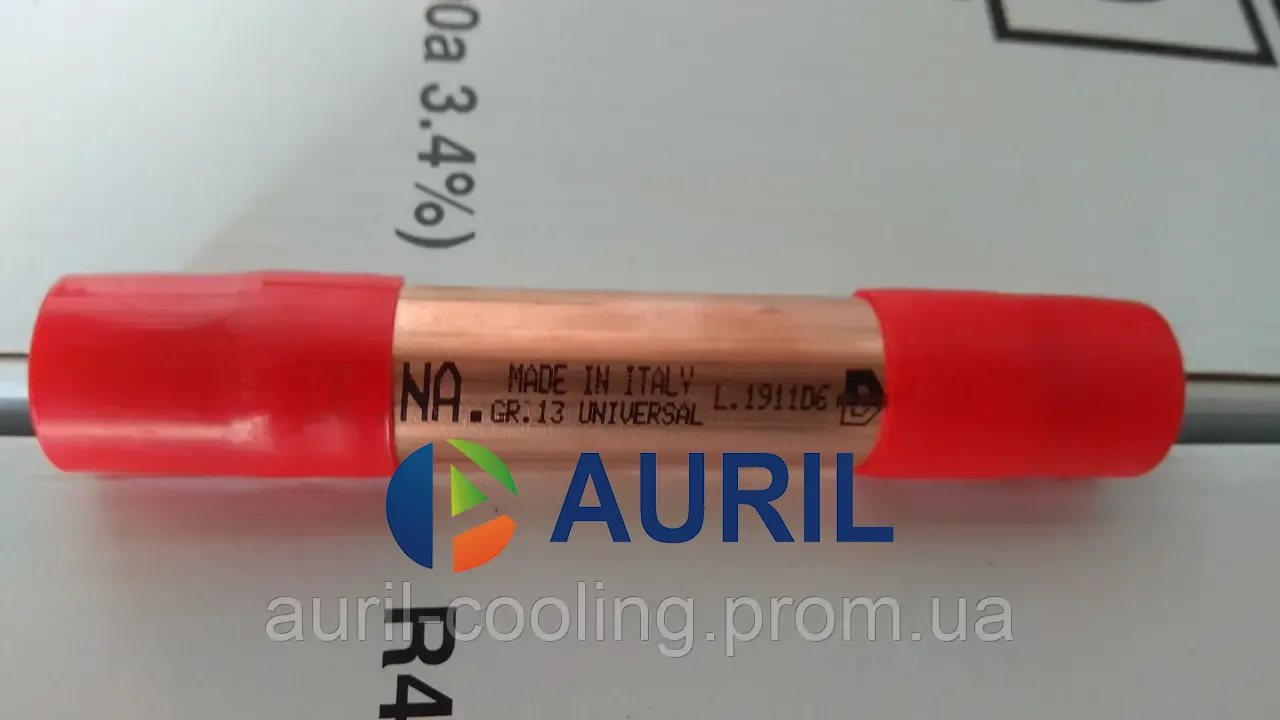 0a 3.4%)
NA. MADE IN ITALY
GR.13 UNIVERSAL L.1911D6
AURIL
auril-cooling.prom.ua
R4